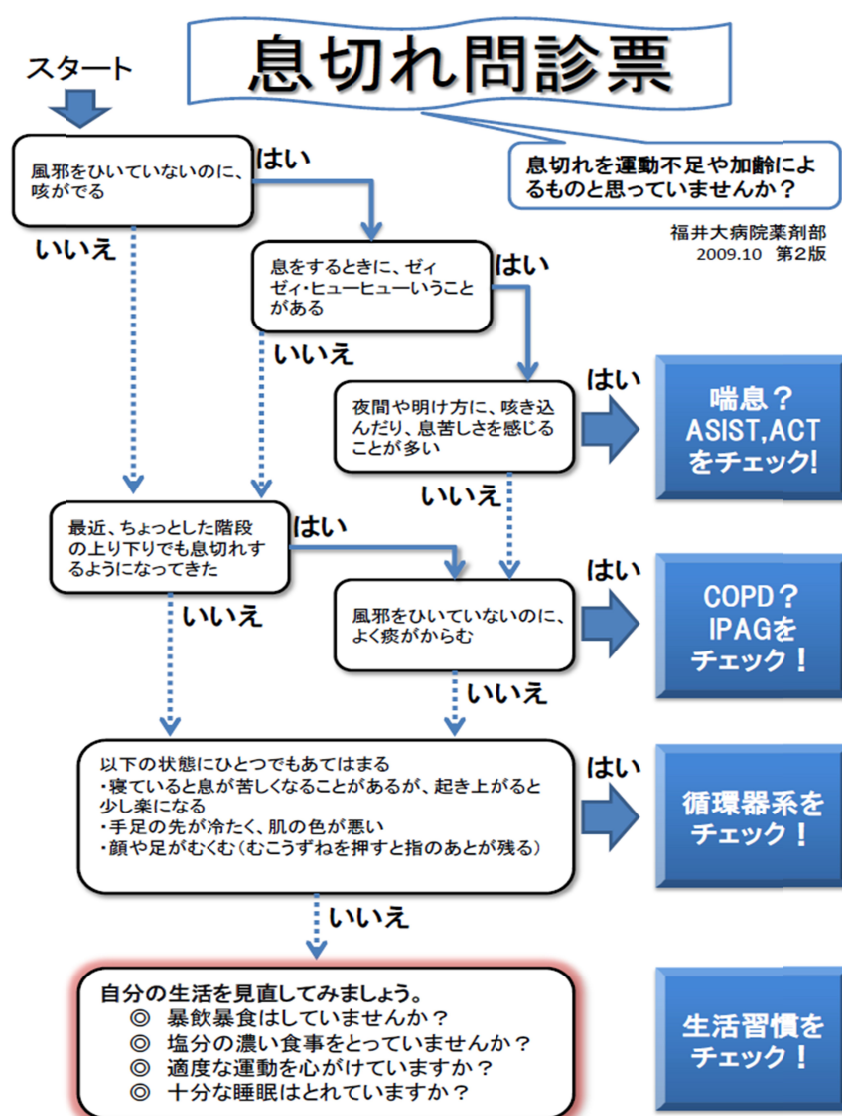 息切れ問診票
スタート
息切れを運動不足や加齢によ
るものと思っていませんか？
福井大病院薬剤部
2009.10 第2版
風邪をひいていないのに、
咳がでる
はい
いいえ
息をするときに、ゼィ
ゼィ・ヒューヒューいうこと
がある
はい
いいえ
夜間や明け方に、咳き込
んだり、息苦しさを感じる
ことが多い
はい
いいえ
喘息？
ASIST,ACT
をチェック!
最近、ちょっとした階段
の上り下りでも息切れす
るようになってきた
はい
いいえ
風邪をひいていないのに、
よく痰がからむ
はい
いいえ
COPD？
IPAGを
チェック！
以下の状態にひとつでもあてはまる
・寝ていると息が苦しくなることがあるが、起き上がると
少し楽になる
・手足の先が冷たく、肌の色が悪い
・顔や足がむくむ（むこうずねを押すと指のあとが残る）
はい
いいえ
循環器系を
チェック！
自分の生活を見直してみましょう。
◎ 暴飲暴食はしていませんか？
◎ 塩分の濃い食事をとっていませんか？
◎ 適度な運動を心がけていますか？
◎ 十分な睡眠はとれていますか？
生活習慣を
チェック！